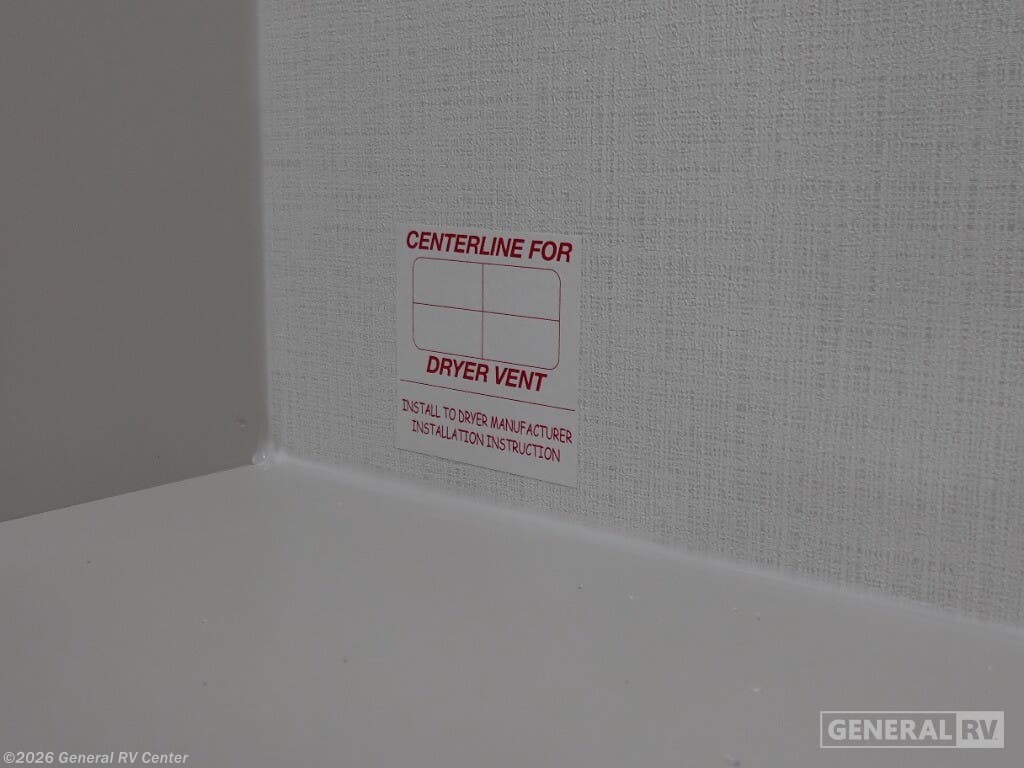 CENTERLINE FOR
DRYER VENT
INSTALL TO DRYER MANUFACTURER
INSTALLATION INSTRUCTION
GENERAL RV
©2026 General RV Center